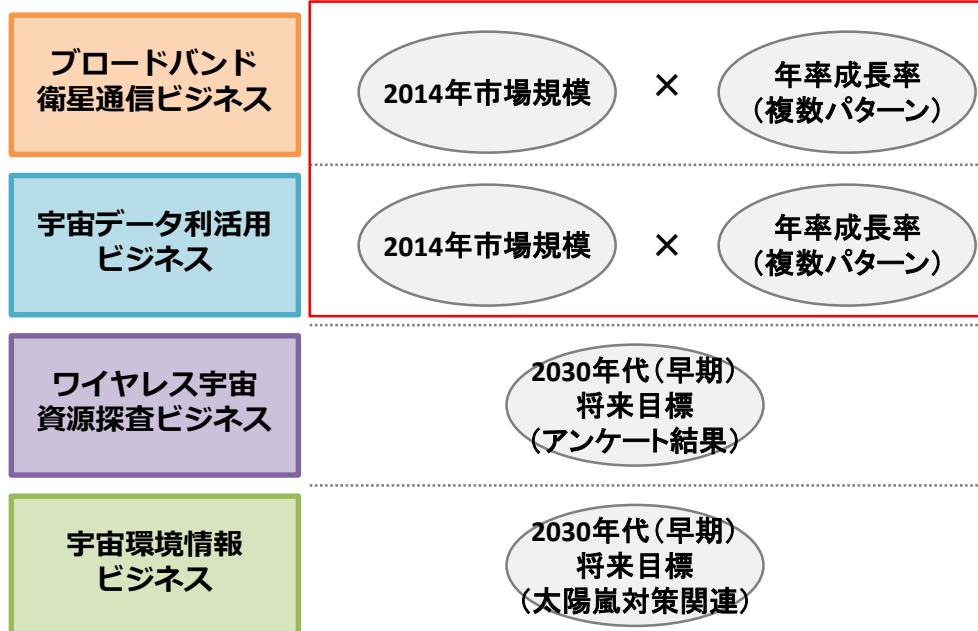 ブロードバンド
衛星通信ビジネス
2014年市場規模
×
年率成長率
（複数パターン）
宇宙データ利活用
ビジネス
2014年市場規模
×
年率成長率
（複数パターン）
ワイヤレス宇宙
資源探査ビジネス
2030年代（早期）
将来目標
（アンケート結果）
宇宙環境情報
ビジネス
2030年代（早期）
将来目標
（太陽嵐対策関連）